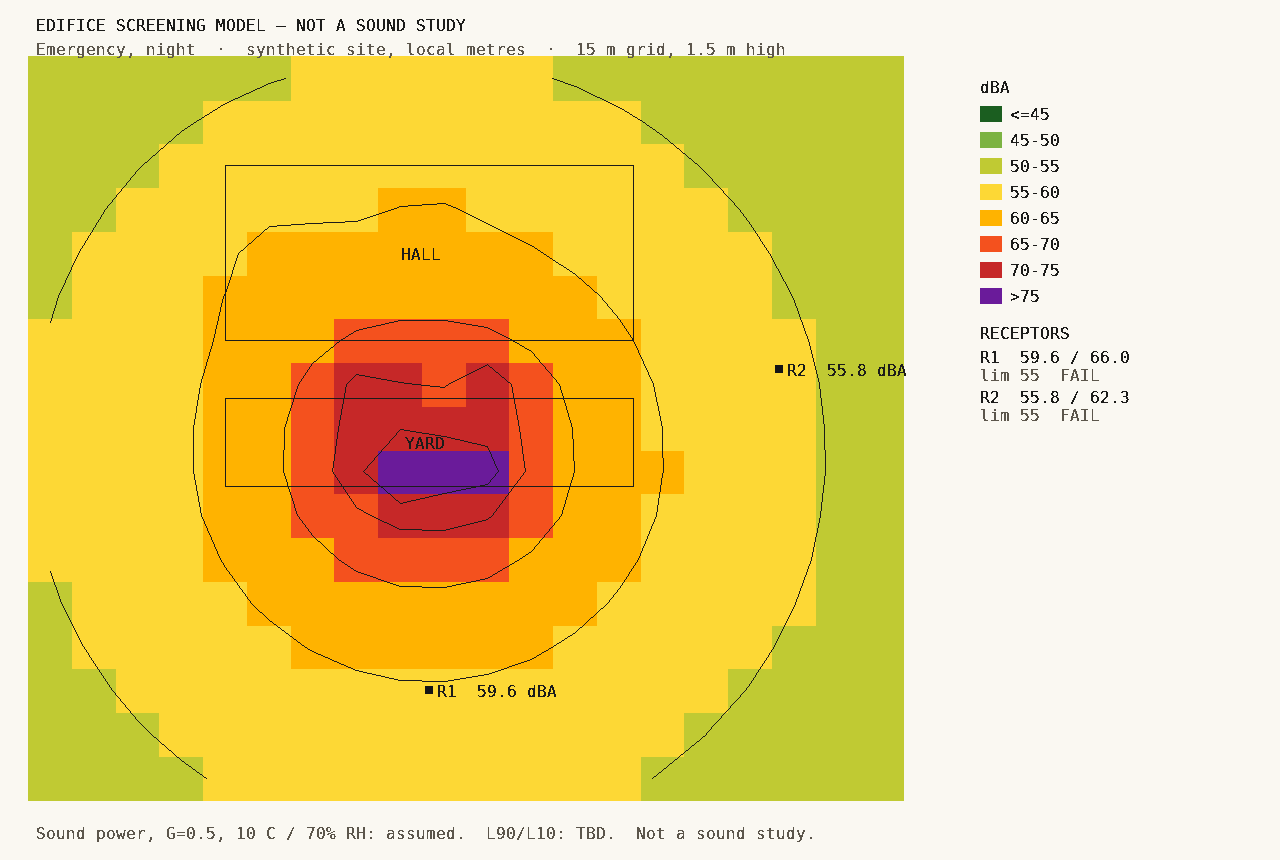 EDIFICE SCREENING MODEL — NOT A SOUND STUDY
Emergency, night · synthetic site, local metres · 15 m grid, 1.5 m high
dBA
<=45
45-50
50-55
55-60
60-65
65-70
70-75
>75
RECEPTORS
R1 59.6 / 66.0
lim 55 FAIL
R2 55.8 / 62.3
lim 55 FAIL
HALL
R2 55.8 dBA
YARD
R1 59.6 dBA
Sound power, G=0.5, 10 C / 70% RH: assumed. L90/L10: TBD. Not a sound study.